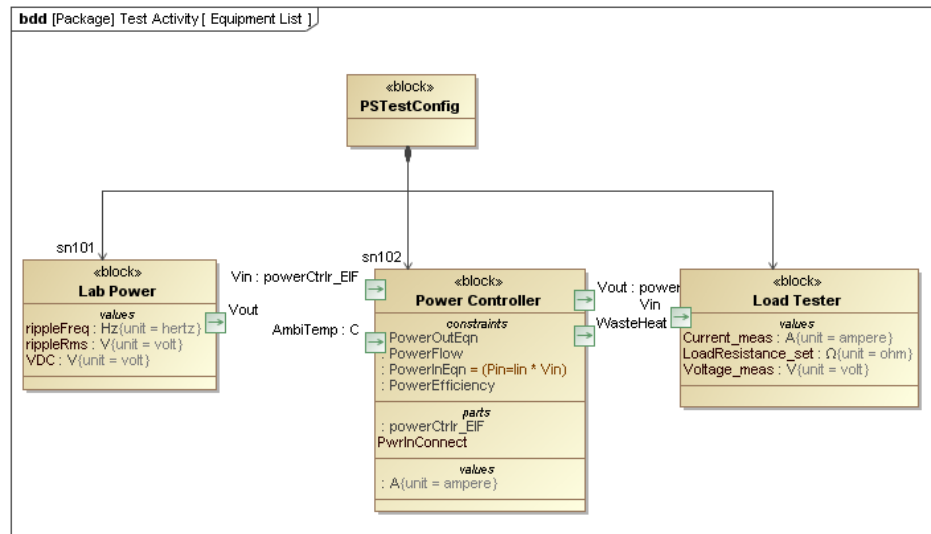 bdd [Package] Test Activity [ Equipment List ]
«block»
PSTestConfig
sn101
«block»
Lab Power
values
rippleFreq : Hz{unit = hertz}
rippleRms : V{unit = volt}
VDC : V{unit = volt}
Vout
Vin : powerCtrlr_EIF
AmbiTemp : C
sn102
«block»
Power Controller
constraints
: PowerOutEqn
: PowerFlow
: PowerInEqn = (Pin=Iin * Vin)
: PowerEfficiency
parts
: powerCtrlr_EIF
PwrInConnect
values
: A{unit = ampere}
Vout : power
Vin
WasteHeat
«block»
Load Tester
values
Current_meas : A{unit = ampere}
LoadResistance_set : Ω{unit = ohm}
Voltage_meas : V{unit = volt}